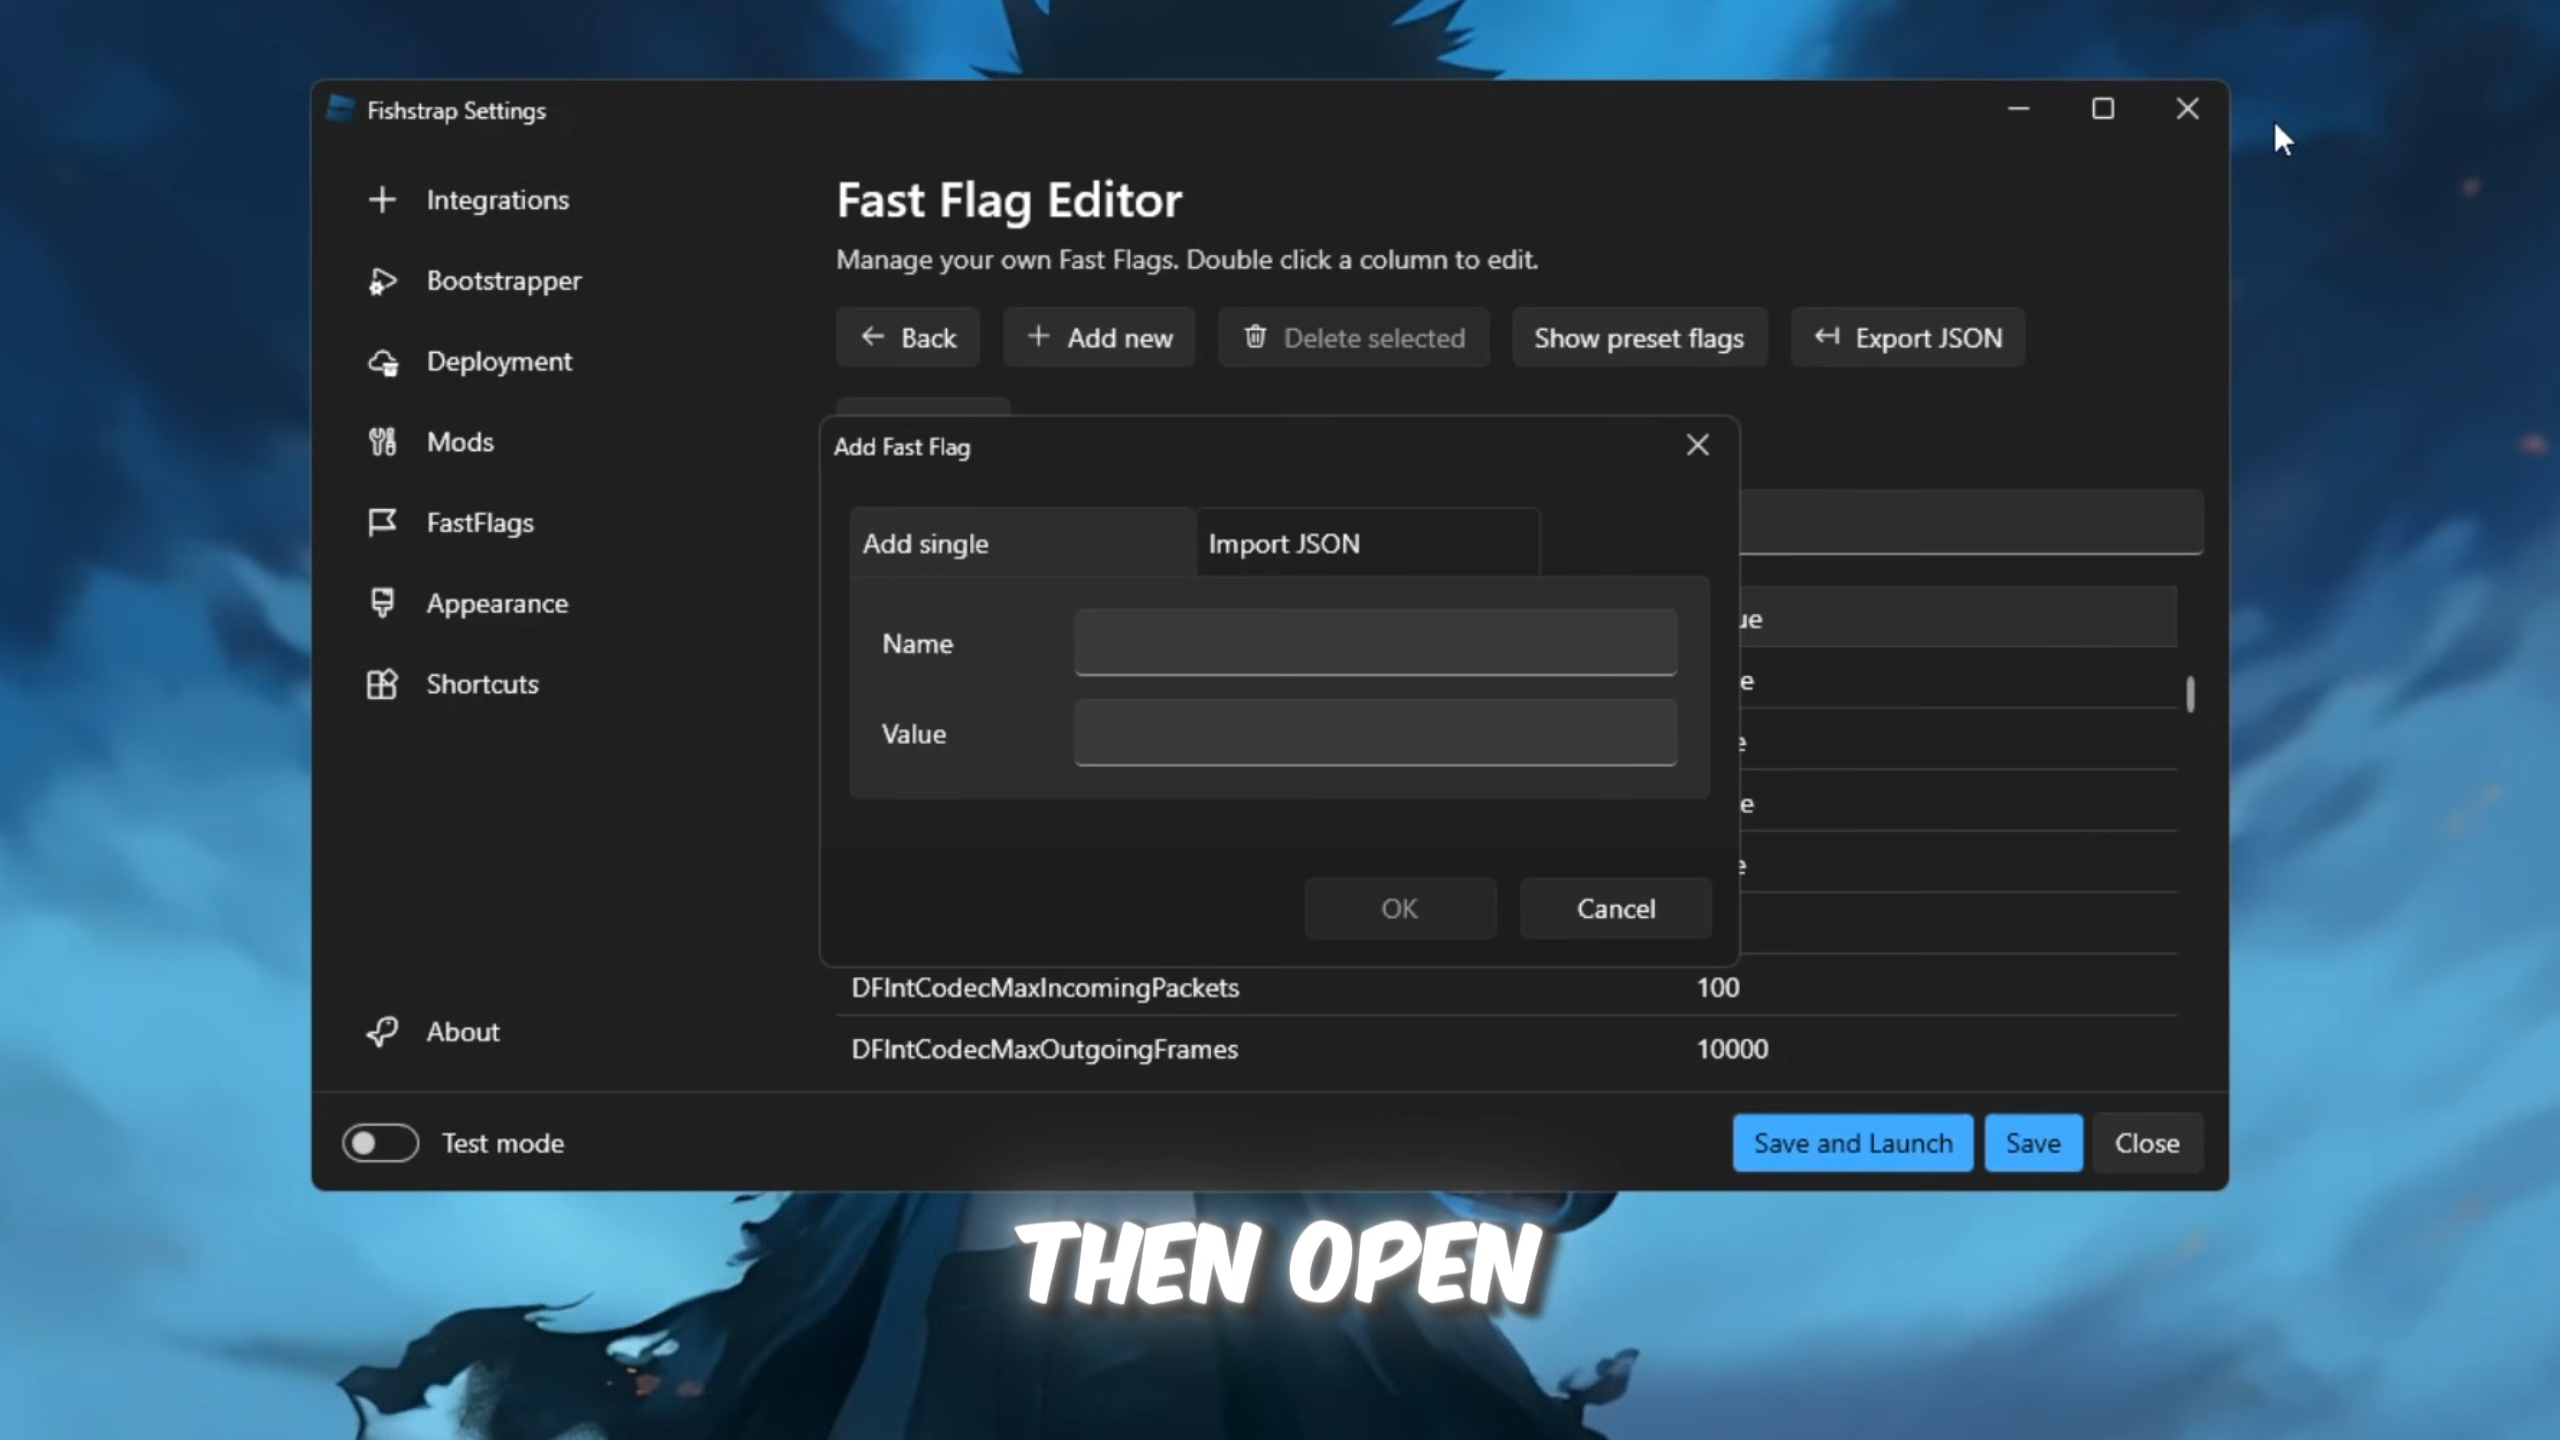 Fishstrap Settings
Integrations
Bootstrapper
Deployment
Mods
FastFlags
Appearance
Shortcuts
About
Test mode
Fast Flag Editor
Manage your own Fast Flags. Double click a column to edit.
Back
Add new
Delete selected
Show preset flags
Export JSON
Add Fast Flag
Add single
Import JSON
Name
Value
OK
Cancel
ue
e
e
e
e
DFIntCodecMaxIncomingPackets 100
DFIntCodecMaxOutgoingFrames 10000
Save and Launch
Save
Close
THEN OPEN